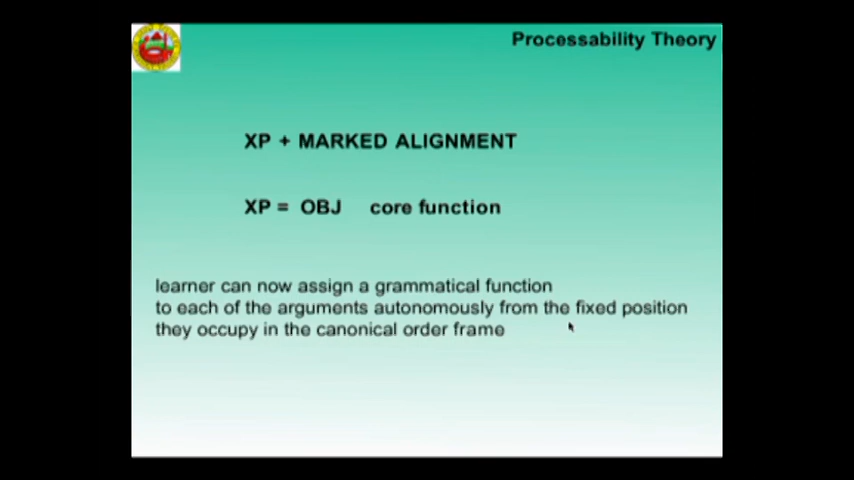 Processability Theory
XP + MARKED ALIGNMENT
XP = OBJ core function
learner can now assign a grammatical function
to each of the arguments autonomously from the fixed position
they occupy in the canonical order frame